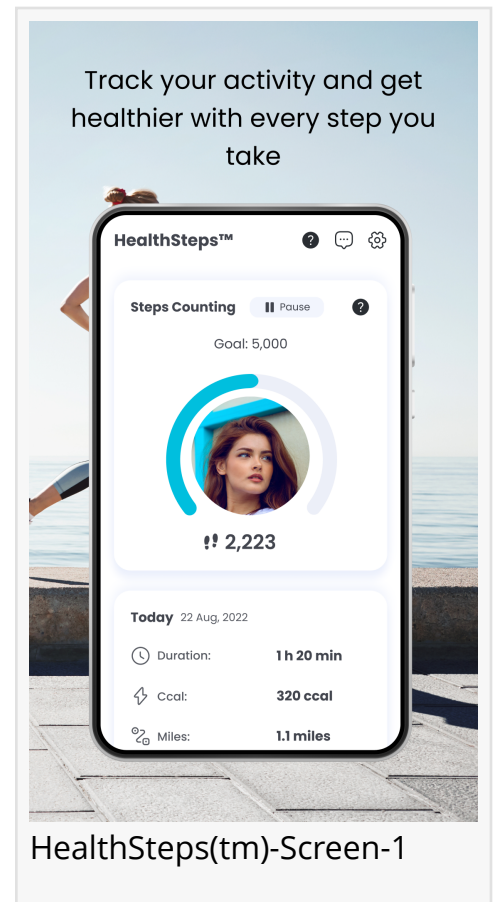 Track your activity and get
healthier with every step you
take
HealthSteps™
Steps Counting
Pause
Goal: 5,000
2,223
Today 22 Aug, 2022
Duration: 1 h 20 min
Ccal: 320 ccal
Miles: 1.1 miles
HealthSteps(tm)-Screen-1